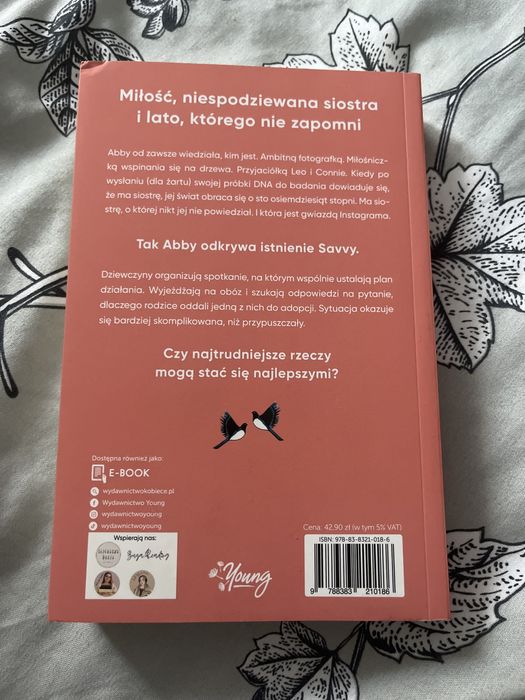 Miłość, niespodziewana siostra
i lato, którego nie zapomni
Abby od zawsze wiedziała, kim jest. Ambitną fotografką. Miłośnicz-
ką wspinania się na drzewa. Przyjaciółką Leo i Connie. Kiedy po
wysłaniu (dla żartu) swojej próbki DNA do badania dowiaduje się,
że ma siostrę, jej świat obraca się o sto osiemdziesiąt stopni. Ma sio-
strę, o której nikt jej nie powiedział. I która jest gwiazdą Instagrama.
Tak Abby odkrywa istnienie Savvy.
Dziewczyny organizują spotkanie, na którym wspólnie ustalają plan
działania. Wyjeżdżają na obóz i szukają odpowiedzi na pytanie,
dlaczego rodzice oddali jedną z nich do adopcji. Sytuacja okazuje
się bardziej skomplikowana, niż przypuszczały.
Czy najtrudniejsze rzeczy
mogą stać się najlepszymi?
Dostępna również jako:
E-BOOK
wydawnictwokobiece.pl
Wydawnictwo Young
wydawnictwoyoung
wydawnictwoyoung
Wspierają nas:
Young
Cena: 42,90 zł (w tym 5% VAT)
ISBN: 978-83-8321-018-6
9 788383 210186